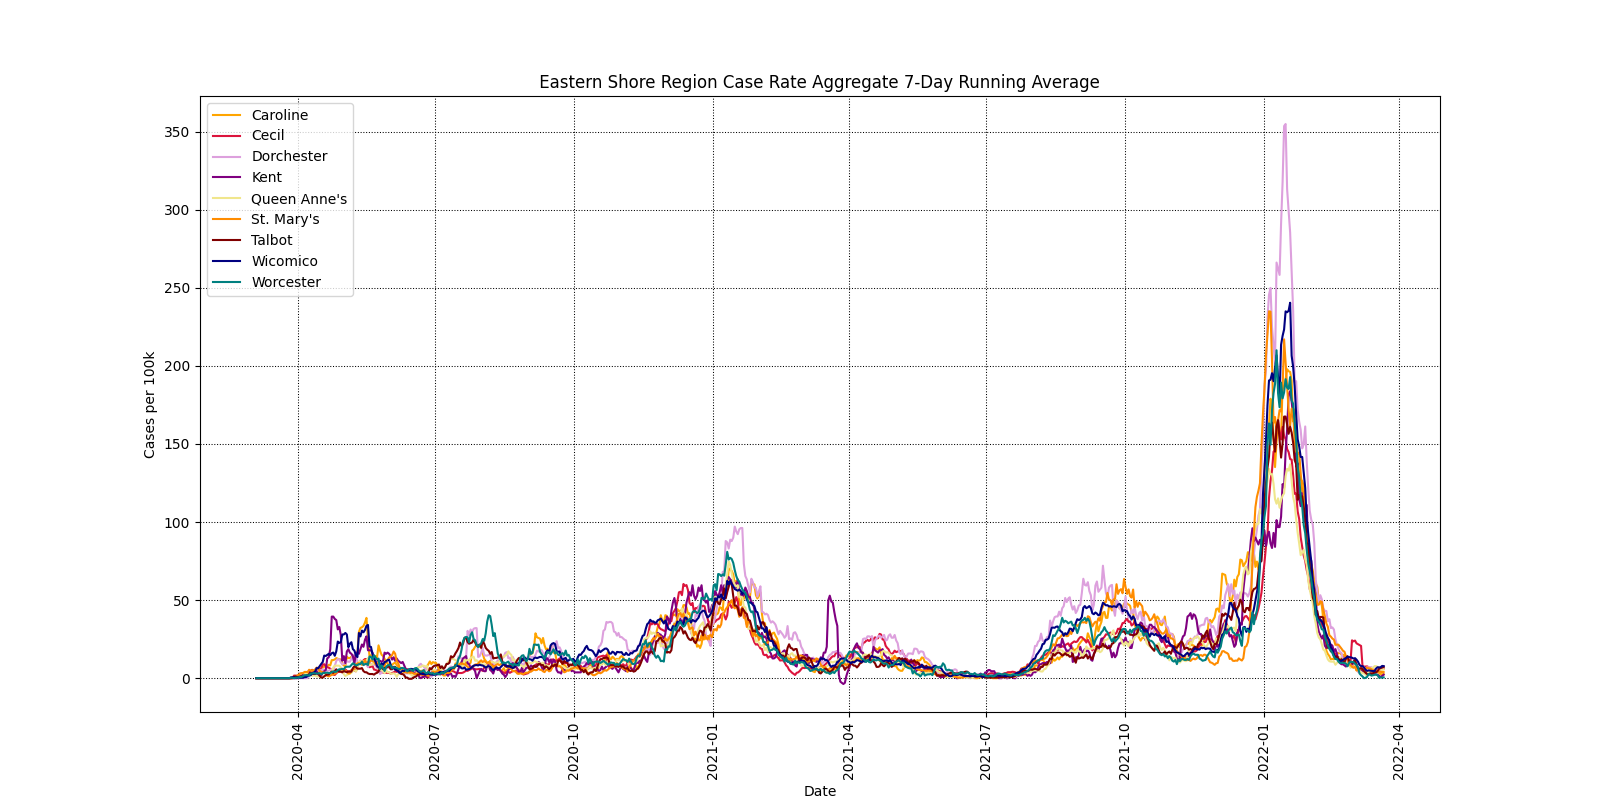 Eastern Shore Region Case Rate Aggregate 7-Day Running Average
Caroline
Cecil
Dorchester
Kent
Queen Anne's
St. Mary's
Talbot
Wicomico
Worcester
350
300
250
200
150
100
50
0
Cases per 100k
2020-04
2020-07
2020-10
2021-01
2021-04
2021-07
2021-10
2022-01
2022-04
Date